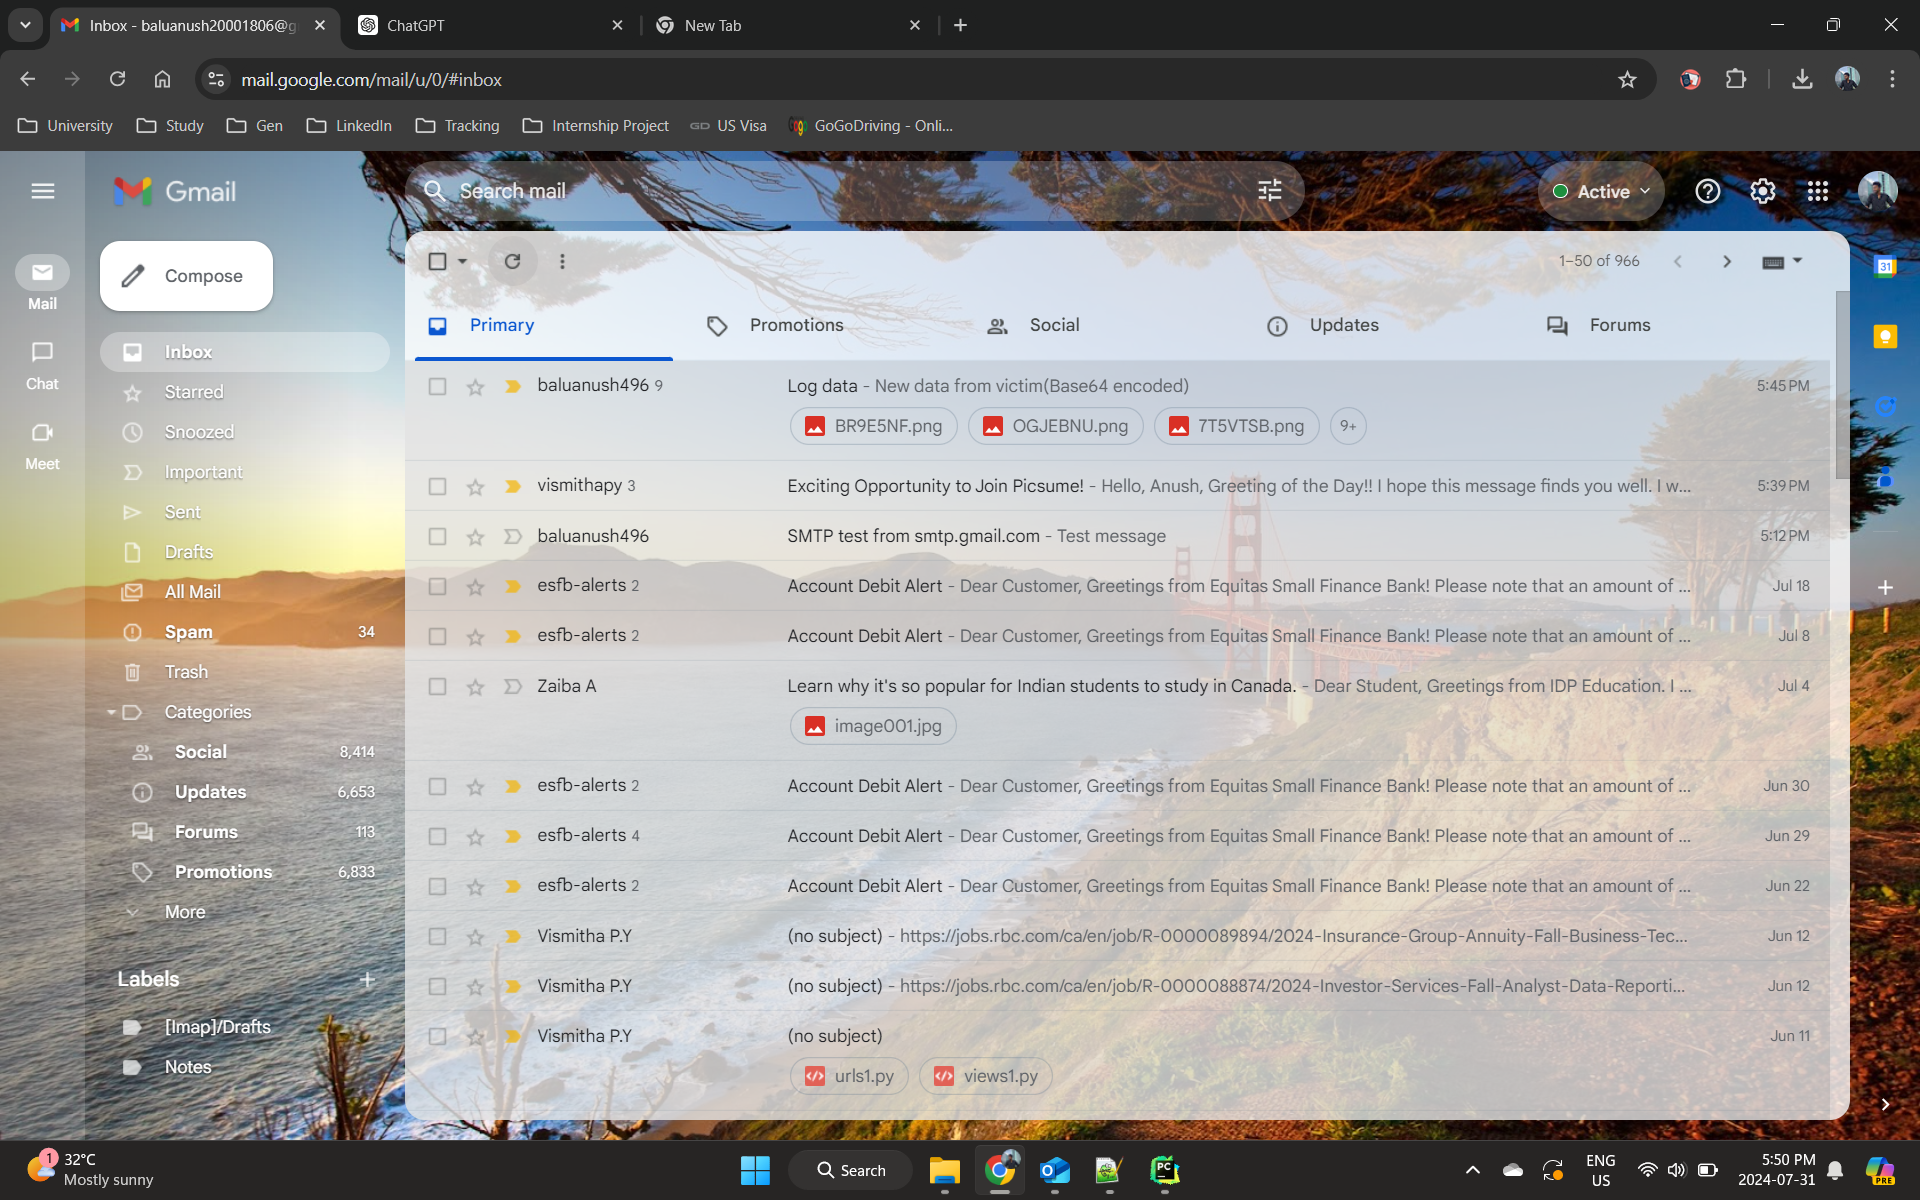 Inbox - baluanush20001806@g
ChatGPT
New Tab
mail.google.com/mail/u/0/#inbox
University
Study
Gen
LinkedIn
Tracking
Internship Project
GD US Visa
GoGoDriving - Onli...
Gmail
Search mail
Active
Mail
Chat
Meet
Compose
Inbox
Starred
Snoozed
Important
Sent
Drafts
All Mail
Spam 34
Trash
Categories
Social 8,414
Updates 6,653
Forums 113
Promotions 6,833
More
Labels
[Imap]/Drafts
Notes
1–50 of 966
31
Primary
Promotions
Social
Updates
Forums
baluanush496 9 Log data - New data from victim(Base64 encoded) 5:45 PM
BR9E5NF.png OGJEBNU.png 7T5VTSB.png 9+
vismithapy 3 Exciting Opportunity to Join Picsume! - Hello, Anush, Greeting of the Day!! I hope this message finds you well. I w... 5:39 PM
baluanush496 SMTP test from smtp.gmail.com - Test message 5:12 PM
esfb-alerts 2 Account Debit Alert - Dear Customer, Greetings from Equitas Small Finance Bank! Please note that an amount of ... Jul 18
esfb-alerts 2 Account Debit Alert - Dear Customer, Greetings from Equitas Small Finance Bank! Please note that an amount of ... Jul 8
Zaiba A Learn why it's so popular for Indian students to study in Canada. - Dear Student, Greetings from IDP Education. I ... Jul 4
image001.jpg
esfb-alerts 2 Account Debit Alert - Dear Customer, Greetings from Equitas Small Finance Bank! Please note that an amount of ... Jun 30
esfb-alerts 4 Account Debit Alert - Dear Customer, Greetings from Equitas Small Finance Bank! Please note that an amount of ... Jun 29
esfb-alerts 2 Account Debit Alert - Dear Customer, Greetings from Equitas Small Finance Bank! Please note that an amount of ... Jun 22
Vismitha P.Y (no subject) - https://jobs.rbc.com/ca/en/job/R-0000089894/2024-Insurance-Group-Annuity-Fall-Business-Tec... Jun 12
Vismitha P.Y (no subject) - https://jobs.rbc.com/ca/en/job/R-0000088874/2024-Investor-Services-Fall-Analyst-Data-Reporti... Jun 12
Vismitha P.Y (no subject) Jun 11
urls1.py views1.py
1
32°C
Mostly sunny
Search
PC
ENG
US
5:50 PM
2024-07-31
PRE